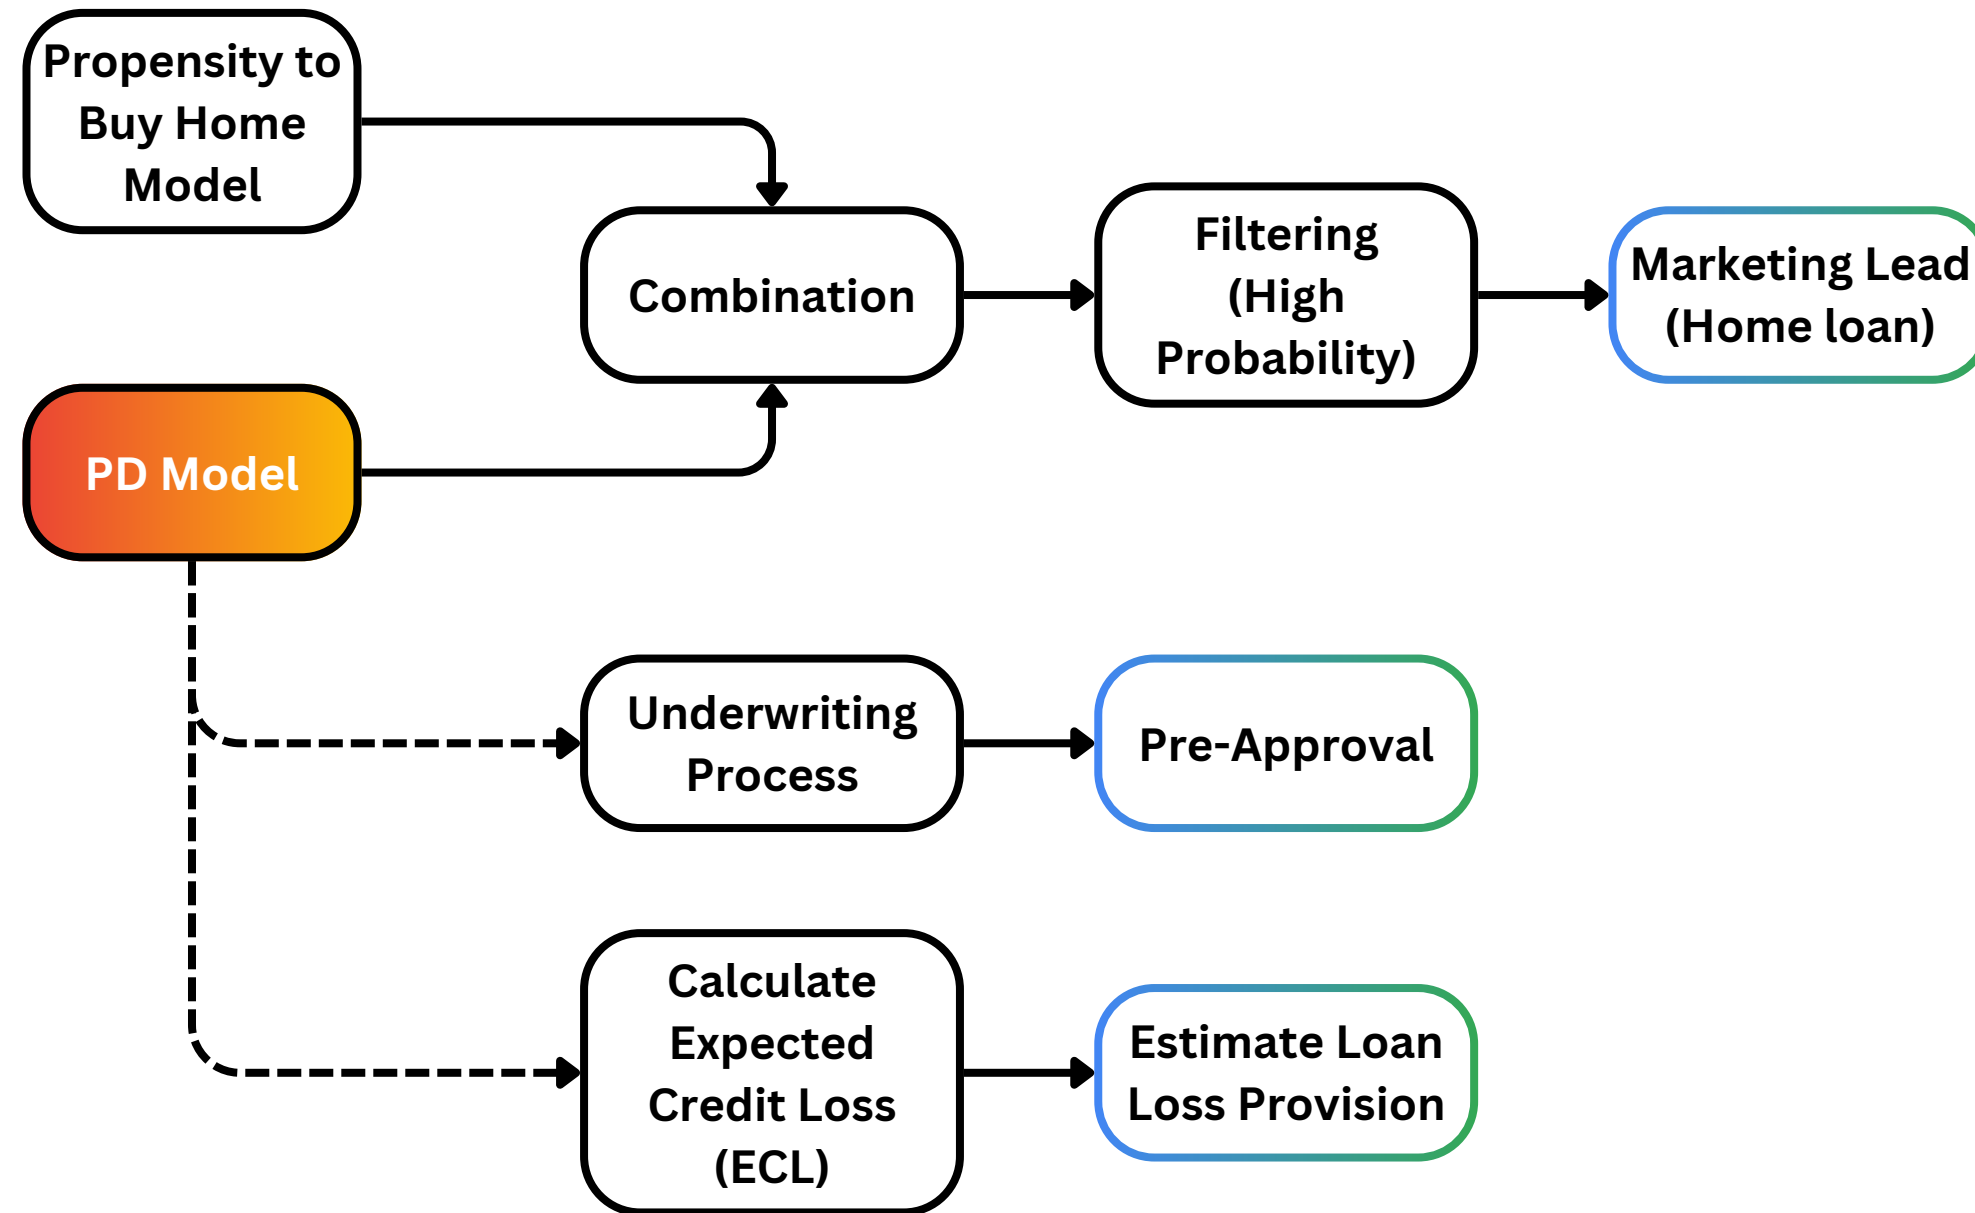 Propensity to
Buy Home
Model
Combination
Filtering
(High
Probability)
Marketing Lead
(Home loan)
PD Model
Underwriting
Process
Pre-Approval
Calculate
Expected
Credit Loss
(ECL)
Estimate Loan
Loss Provision